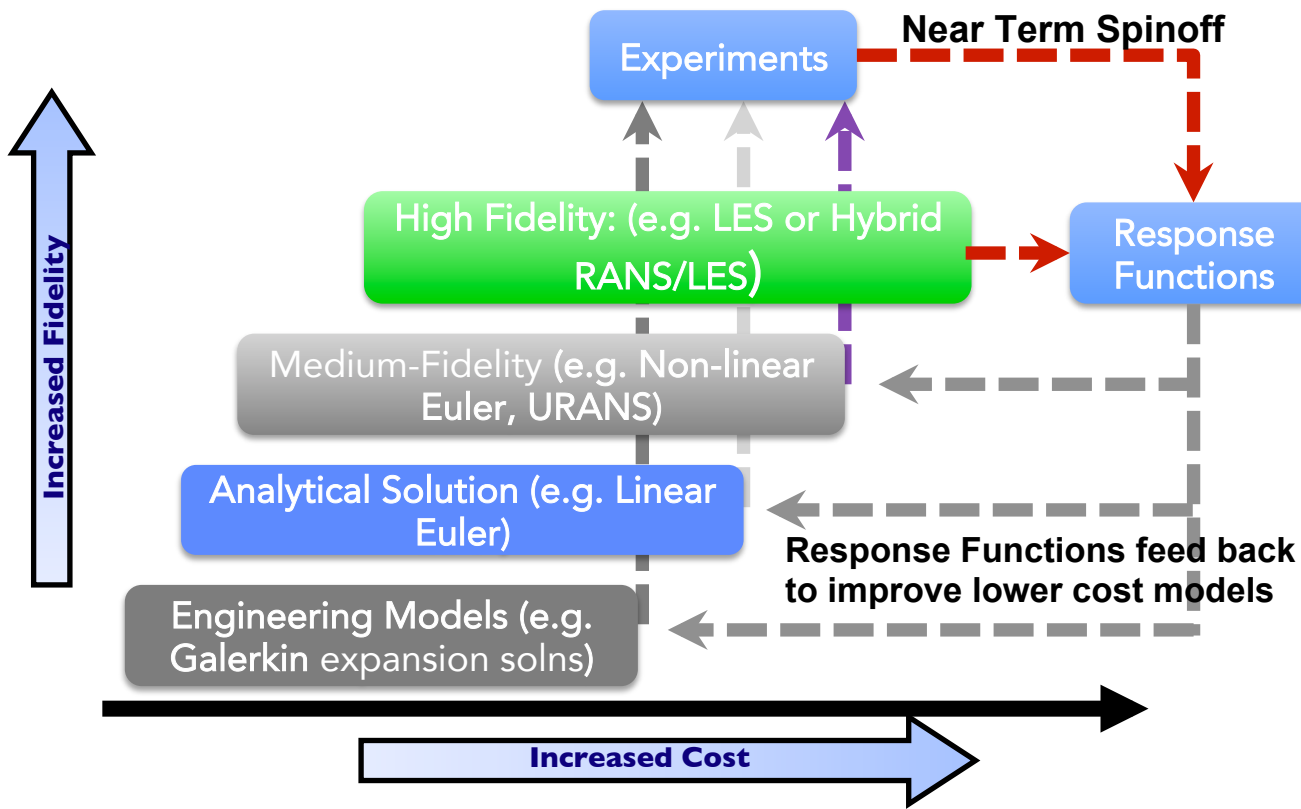 Near Term Spinoff
Experiments
High Fidelity: (e.g. LES or Hybrid
RANS/LES)
Response
Functions
Increased Fidelity
Medium-Fidelity (e.g. Non-linear
Euler, URANS)
Analytical Solution (e.g. Linear
Euler)
Response Functions feed back
to improve lower cost models
Engineering Models (e.g.
Galerkin expansion solns)
Increased Cost